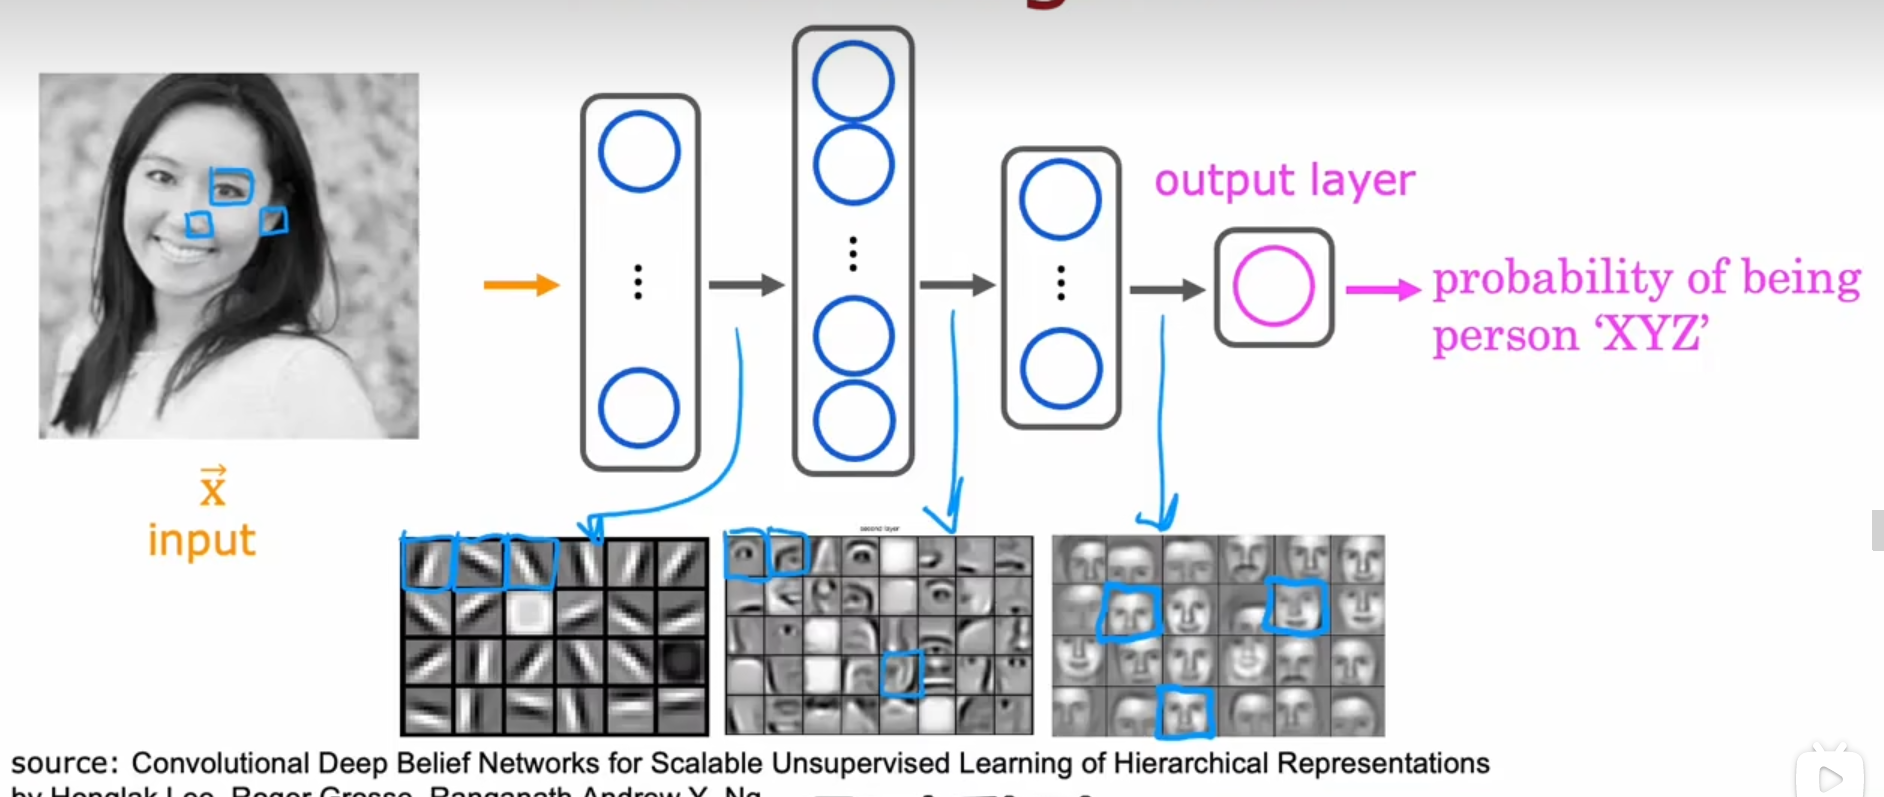 output layer
probability of being
person ‘XYZ’
x
input
second layer
source: Convolutional Deep Belief Networks for Scalable Unsupervised Learning of Hierarchical Representations
by Honglak Lee, Roger Grosse, Ranganath Andrew Y. Ng